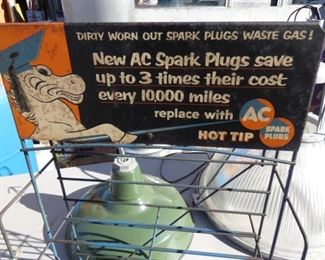 DIRTY WORN OUT SPARK PLUGS WASTE GAS!
New AC Spark Plugs save
up to 3 times their cost
every 10,000 miles
replace with AC
HOT TIP SPARK PLUGS